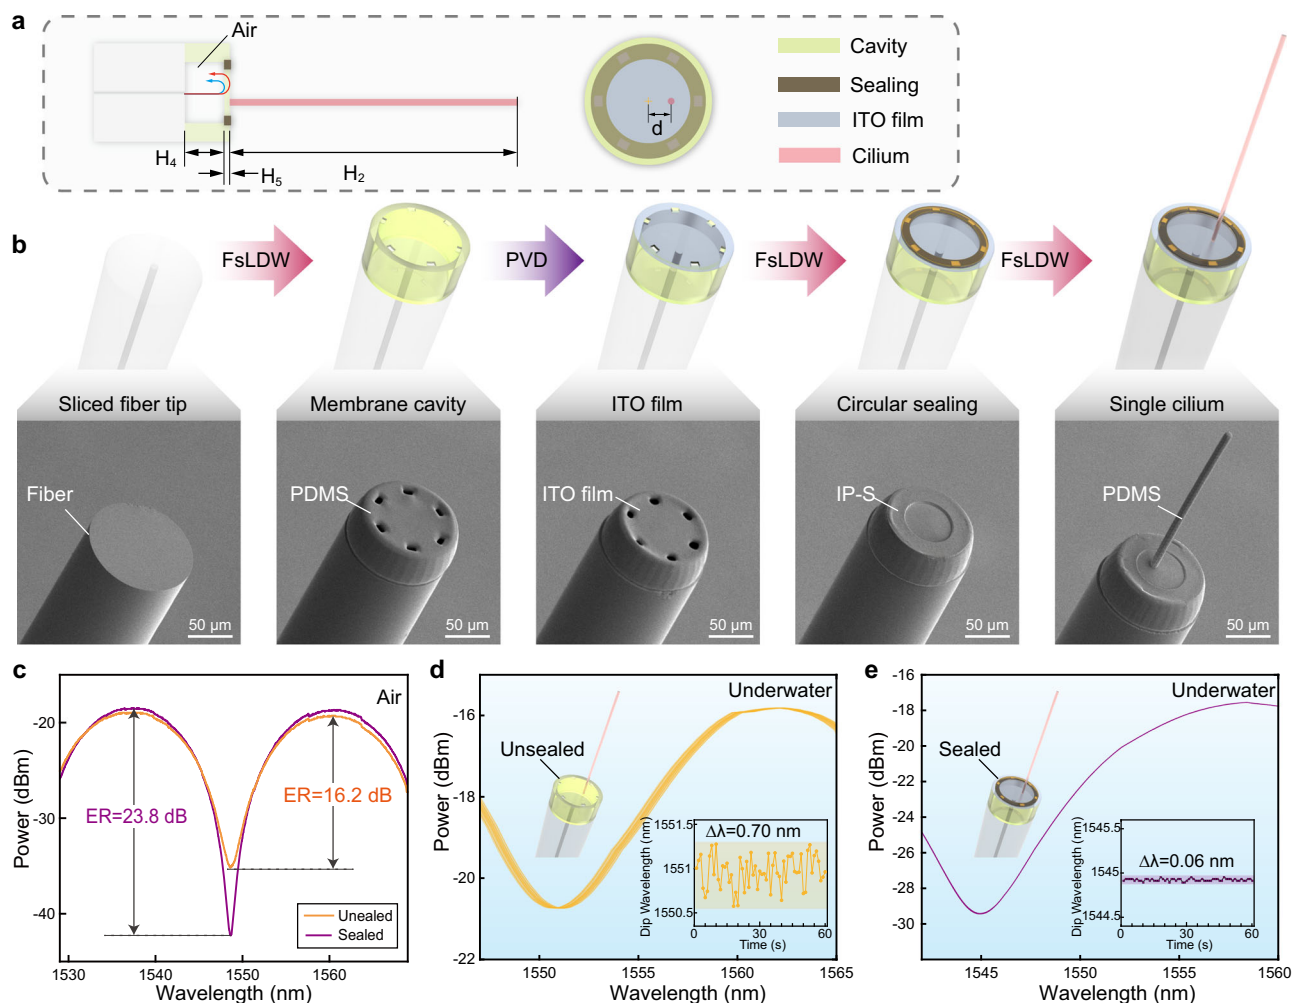 a
Air
H4
H5
H2
d
Cavity
Sealing
ITO film
Cilium
b
FsLDW
PVD
FsLDW
FsLDW
Sliced fiber tip
Membrane cavity
ITO film
Circular sealing
Single cilium
Fiber
50 μm
PDMS
50 μm
ITO film
50 μm
IP-S
50 μm
PDMS
50 μm
c
Air
ER=23.8 dB
ER=16.2 dB
Unealed
Sealed
-20
-30
-40
Power (dBm)
1530
1540
1550
1560
Wavelength (nm)
d
Underwater
Unsealed
-16
-18
-20
-22
Power (dBm)
1550
1555
1560
1565
Wavelength (nm)
Δλ=0.70 nm
1551.5
1551
1550.5
Dip Wavelength (nm)
0
30
60
Time (s)
e
Underwater
Sealed
-16
-18
-20
-22
-24
-26
-28
-30
Power (dBm)
1545
1550
1555
1560
Wavelength (nm)
Δλ=0.06 nm
1545.5
1545
1544.5
Dip Wavelength (nm)
0
30
60
Time (s)